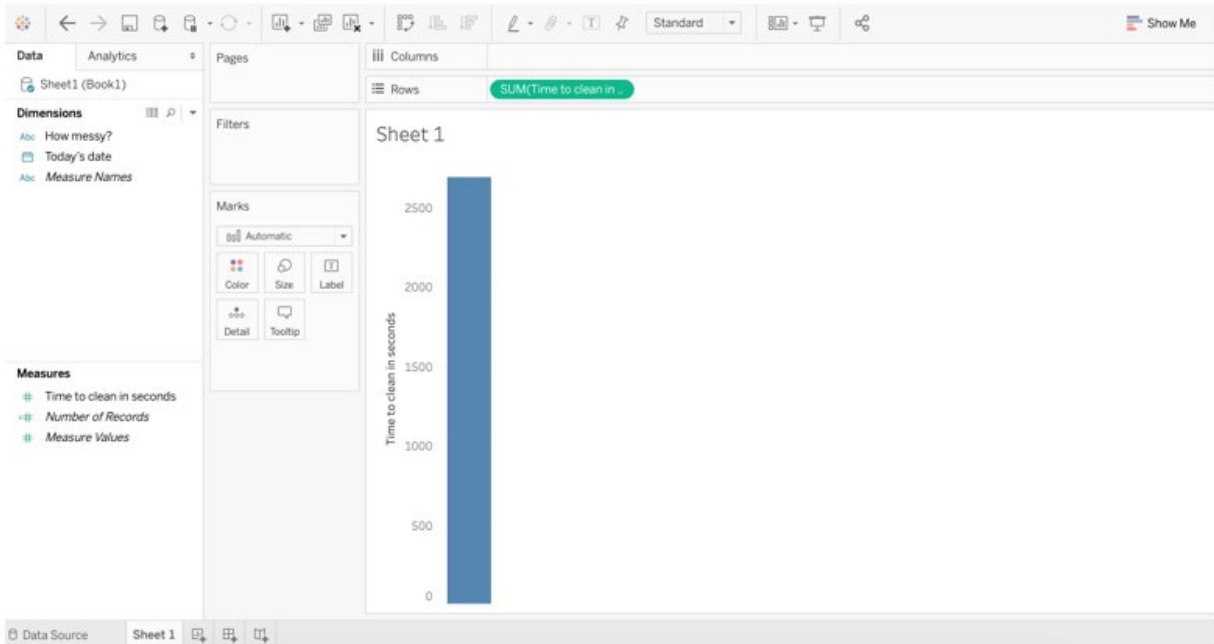 Standard
Show Me
Data
Analytics
Pages
Columns
Sheet1 (Book1)
Rows
SUM(Time to clean in ..
Dimensions
Filters
Abc How messy?
Today's date
Abc Measure Names
Sheet 1
Marks
Automatic
Color
Size
Label
Detail
Tooltip
Measures
# Time to clean in seconds
=# Number of Records
# Measure Values
Time to clean in seconds
2500
2000
1500
1000
500
0
Data Source
Sheet 1